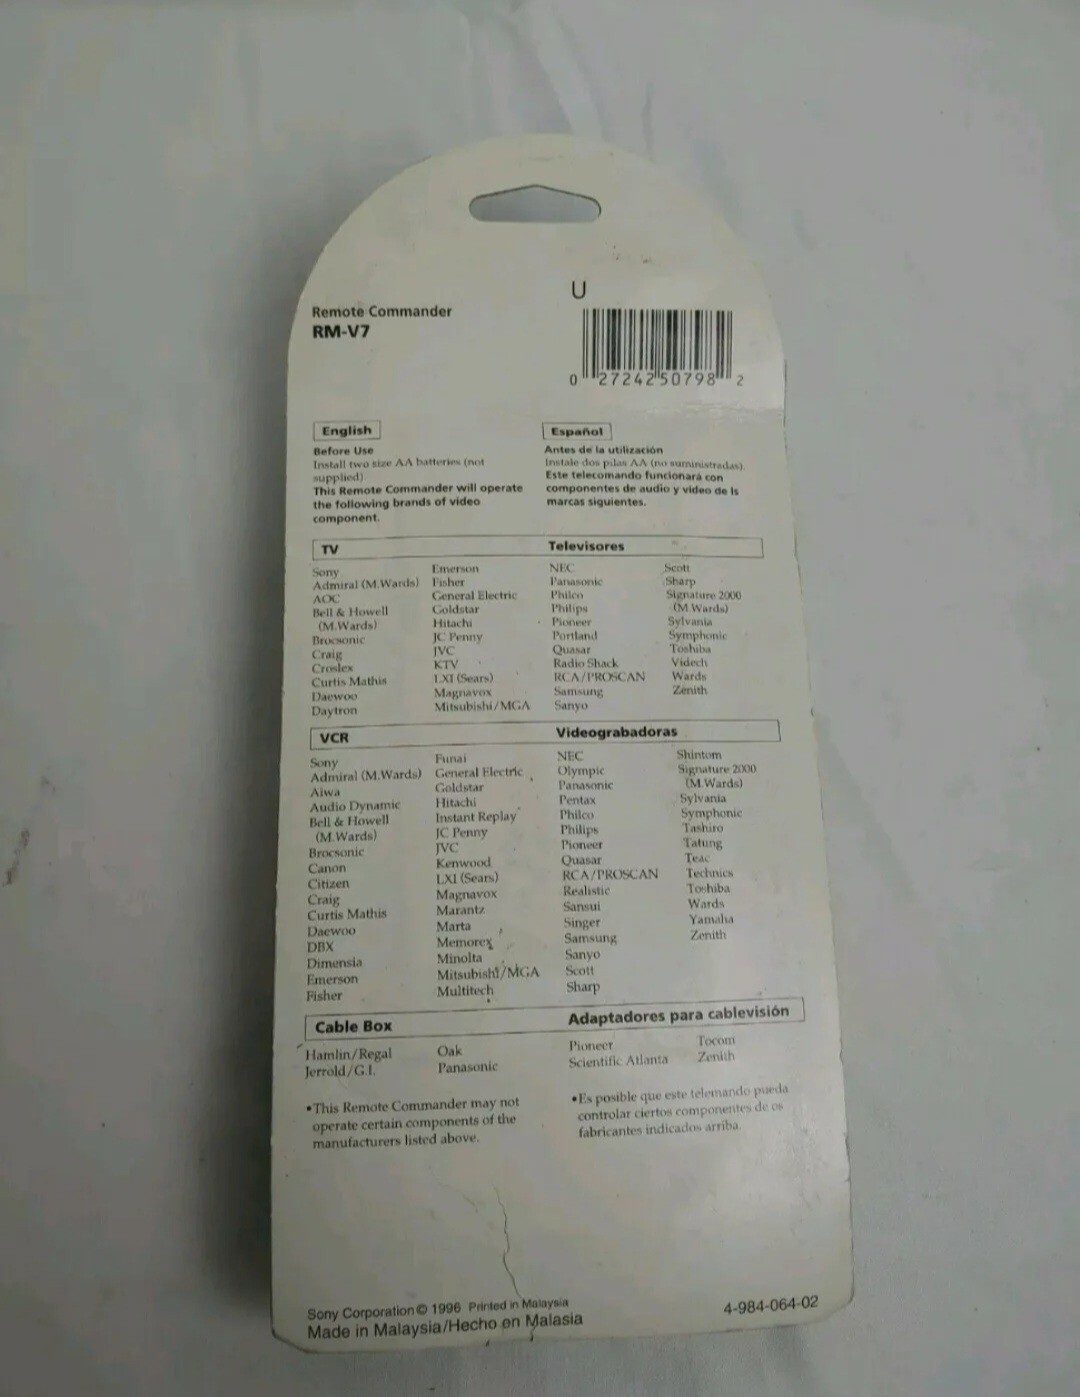 U
Remote Commander
RM-V7
0 27242 50798 2
English
Before Use
Install two size AA batteries (not
supplied)
This Remote Commander will operate
the following brands of video
component.
Español
Antes de la utilización
Instale dos pilas AA (no suministradas).
Este telecomando funcionará con
componentes de audio y video de ls
marcas siguientes.
TV
Televisores
Sony
Admiral (M.Wards)
AOC
Bell & Howell
(M.Wards)
Brocsonic
Craig
Croslex
Curtis Mathis
Daewoo
Daytron
Emerson
Fisher
General Electric
Goldstar
Hitachi
JC Penny
JVC
KTV
LXI (Sears)
Magnavox
Mitsubishi/MGA
NEC
Panasonic
Philco
Philips
Pioneer
Portland
Quasar
Radio Shack
RCA/PROSCAN
Samsung
Sanyo
Scott
Sharp
Signature 2000
(M.Wards)
Sylvania
Symphonic
Toshiba
Videch
Wards
Zenith
VCR
Videograbadoras
Sony
Admiral (M.Wards)
Aiwa
Audio Dynamic
Bell & Howell
(M.Wards)
Brocsonic
Canon
Citizen
Craig
Curtis Mathis
Daewoo
DBX
Dimensia
Emerson
Fisher
Funai
General Electric
Goldstar
Hitachi
Instant Replay
JC Penny
JVC
Kenwood
LXI (Sears)
Magnavox
Marantz
Marta
Memorex
Minolta
Mitsubishi/MGA
Multitech
NEC
Olympic
Panasonic
Pentax
Philco
Philips
Pioneer
Quasar
RCA/PROSCAN
Realistic
Sansui
Singer
Samsung
Sanyo
Scott
Sharp
Shintom
Signature 2000
(M.Wards)
Sylvania
Symphonic
Tashiro
Tatung
Teac
Technics
Toshiba
Wards
Yamaha
Zenith
Cable Box
Adaptadores para cablevisión
Hamlin/Regal
Jerrold/G.I.
Oak
Panasonic
Pioneer
Scientific Atlanta
Tocom
Zenith
•This Remote Commander may not
operate certain components of the
manufacturers listed above.
•Es posible que este telemando pueda
controlar ciertos componentes de os
fabricantes indicados arriba.
Sony Corporation © 1996 Printed in Malaysia
Made in Malaysia/Hecho en Malasia
4-984-064-02